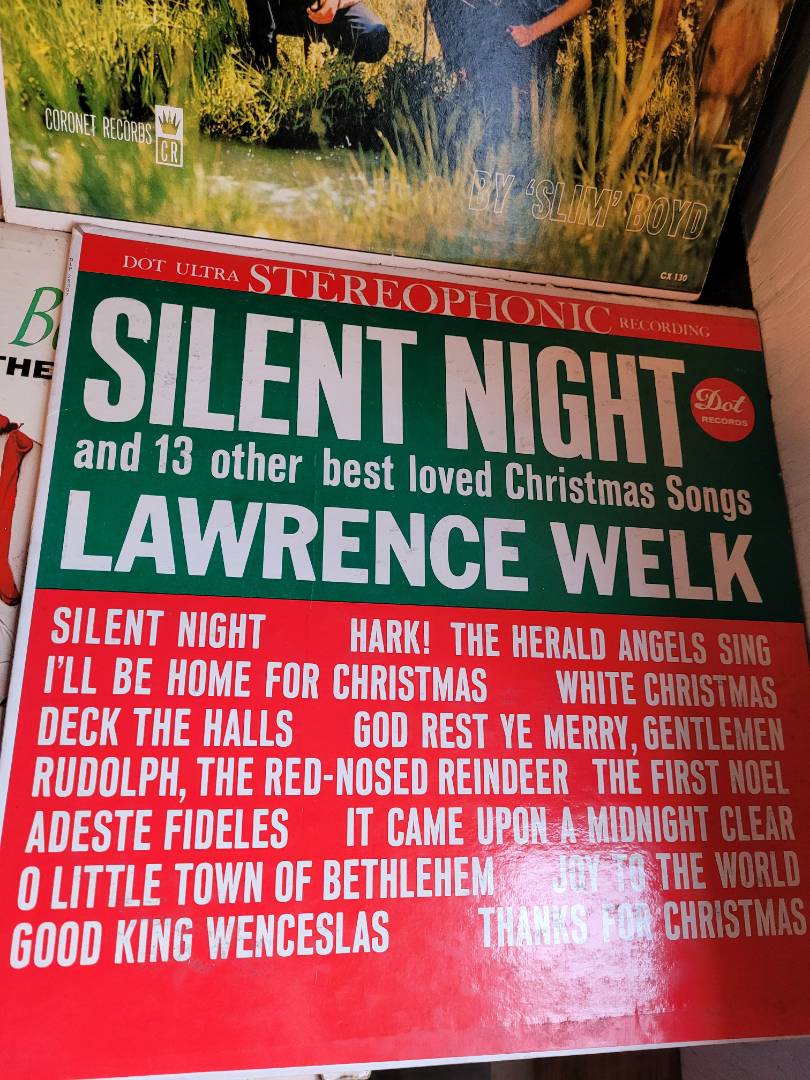 CORONET RECORDS
CR
BY 'SLIM' BOYD
CX 130
DOT ULTRA STEREOPHONIC RECORDING
SILENT NIGHT
Dot
RECORDS
and 13 other best loved Christmas Songs
LAWRENCE WELK
SILENT NIGHT HARK! THE HERALD ANGELS SING
I'LL BE HOME FOR CHRISTMAS WHITE CHRISTMAS
DECK THE HALLS GOD REST YE MERRY, GENTLEMEN
RUDOLPH, THE RED-NOSED REINDEER THE FIRST NOEL
ADESTE FIDELES IT CAME UPON A MIDNIGHT CLEAR
O LITTLE TOWN OF BETHLEHEM JOY TO THE WORLD
GOOD KING WENCESLAS THANKS FOR CHRISTMAS
THE